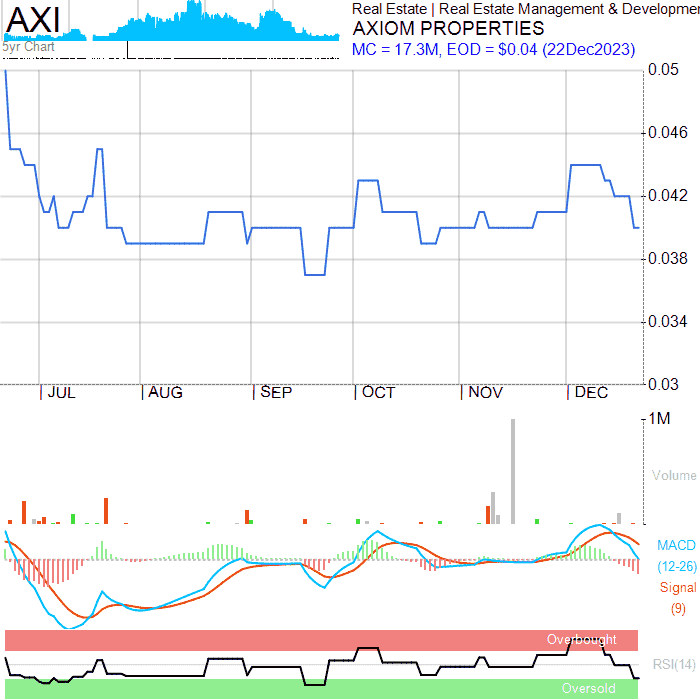 AXI
Real Estate | Real Estate Management & Developmen
AXIOM PROPERTIES
5yr Chart
MC = 17.3M, EOD = $0.04 (22Dec2023)
0.05
0.046
0.042
0.038
0.034
0.03
JUL AUG SEP OCT NOV DEC
1M
Volume
MACD
(12-26)
Signal
(9)
Overbought
RSI(14)
Oversold